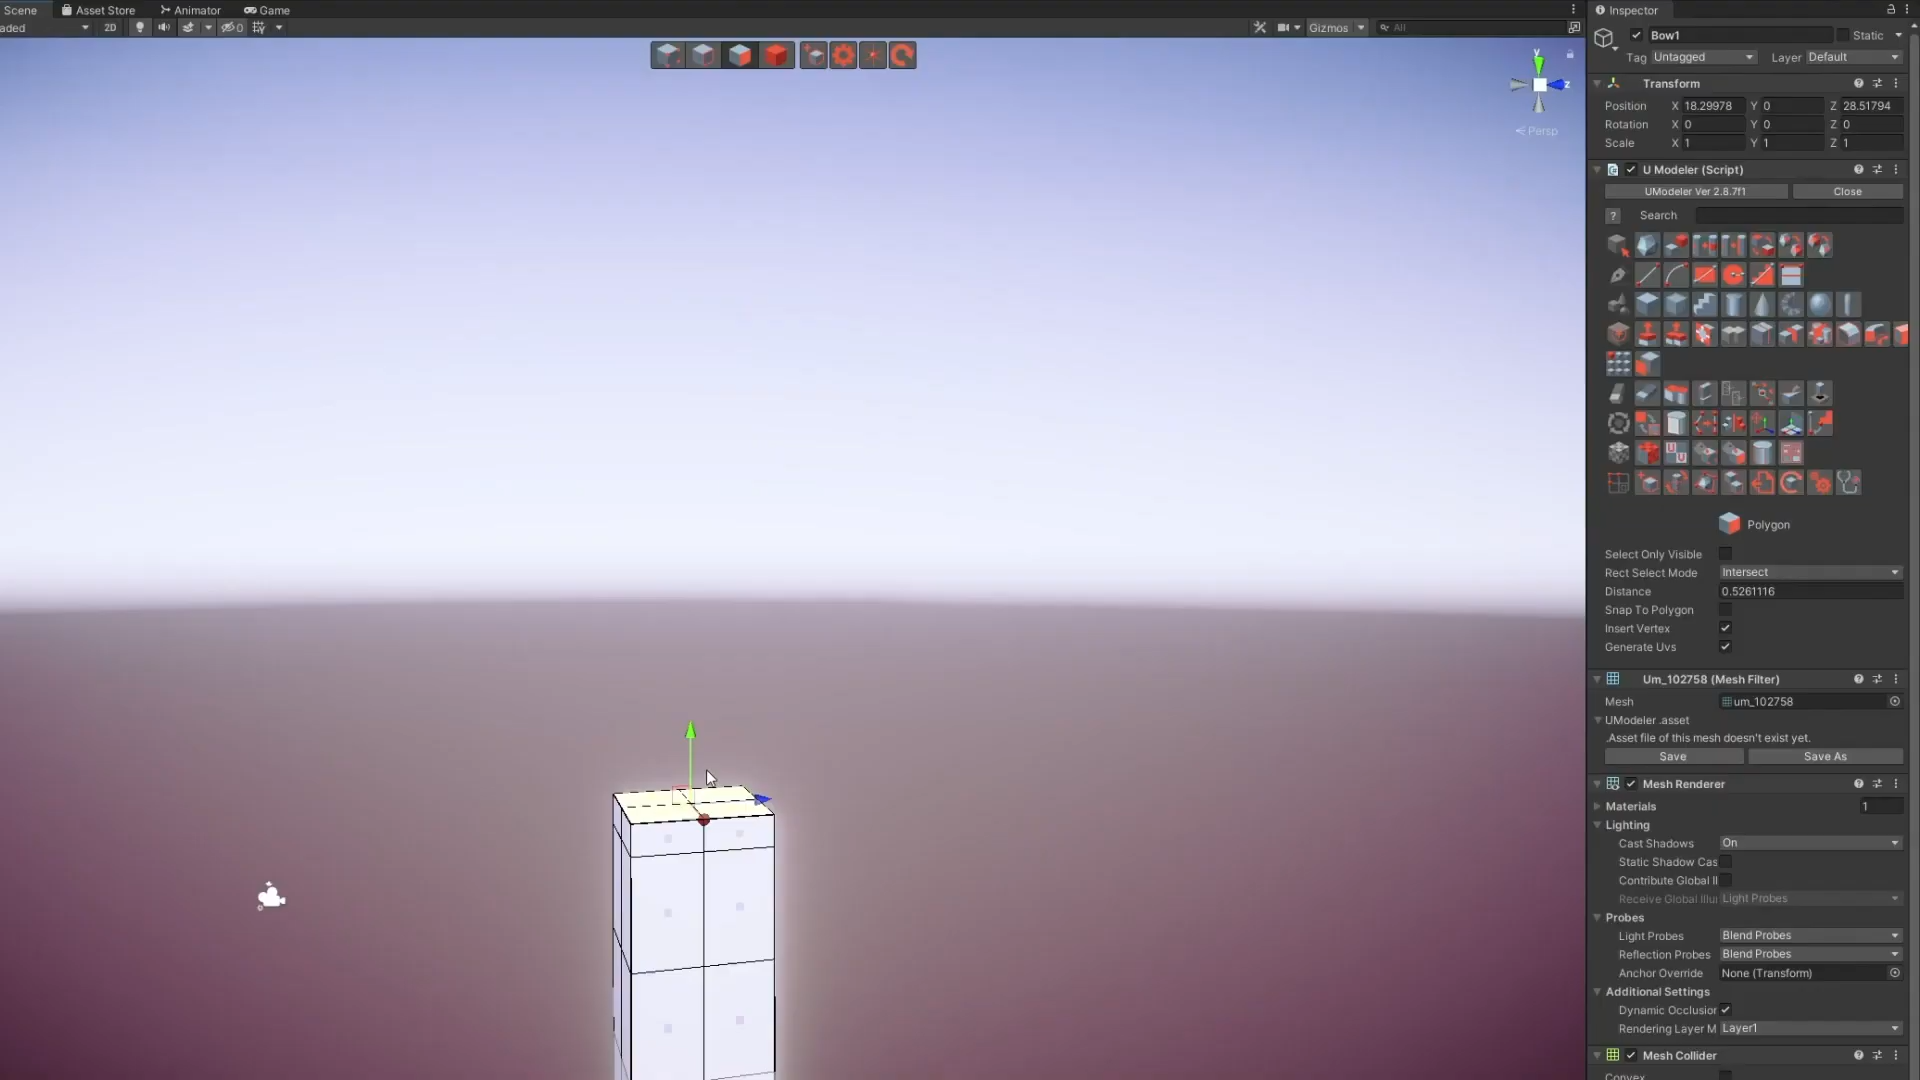 Scene Asset Store Animator Game
aded 2D 0 Gizmos All
y
z
Persp
Inspector
Bow1 Static
Tag Untagged Layer Default
Transform
Position X 18.29978 Y 0 Z 28.51794
Rotation X 0 Y 0 Z 0
Scale X 1 Y 1 Z 1
U Modeler (Script)
UModeler Ver 2.8.7f1 Close
? Search
Polygon
Select Only Visible
Rect Select Mode Intersect
Distance 0.5261116
Snap To Polygon
Insert Vertex
Generate Uvs
Um_102758 (Mesh Filter)
Mesh um_102758
UModeler .asset
.Asset file of this mesh doesn't exist yet.
Save Save As
Mesh Renderer
Materials 1
Lighting
Cast Shadows On
Static Shadow Cas
Contribute Global Il
Receive Global Illu Light Probes
Probes
Light Probes Blend Probes
Reflection Probes Blend Probes
Anchor Override None (Transform)
Additional Settings
Dynamic Occlusior
Rendering Layer M Layer1
Mesh Collider
Convex